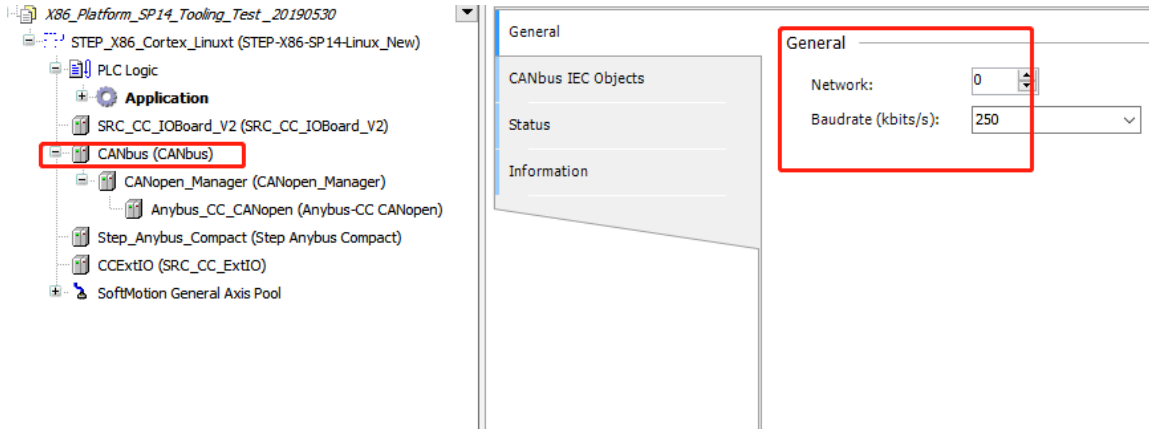 X86_Platform_SP14_Tooling_Test_20190530
STEP_X86_Cortex_Linuxt (STEP-X86-SP14-Linux_New)
PLC Logic
Application
SRC_CC_IOBoard_V2 (SRC_CC_IOBoard_V2)
CANbus (CANbus)
CANopen_Manager (CANopen_Manager)
Anybus_CC_CANopen (Anybus-CC CANopen)
Step_Anybus_Compact (Step Anybus Compact)
CCExtIO (SRC_CC_ExtIO)
SoftMotion General Axis Pool
General
CANbus IEC Objects
Status
Information
General
Network: 0
Baudrate (kbits/s): 250